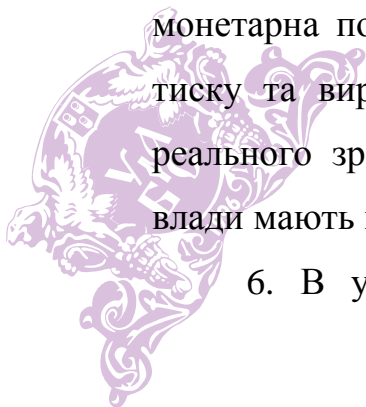 монетарна по
тиску та вир
реального зр
влади мають
6. В у